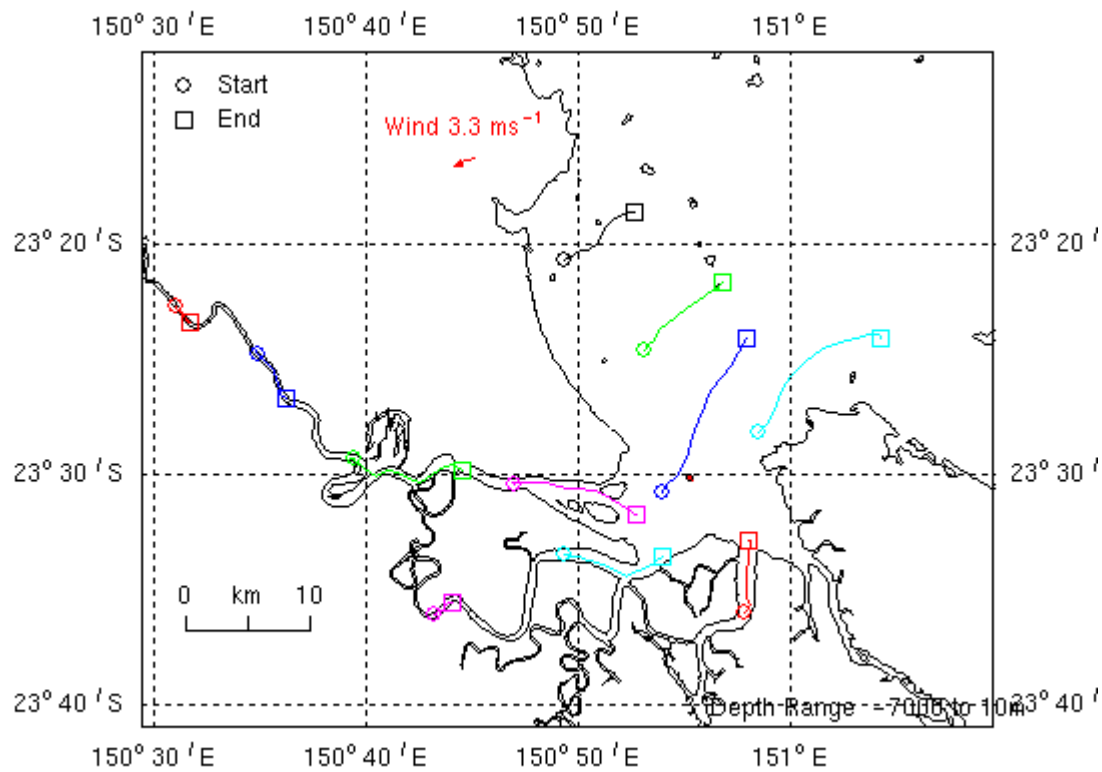 150° 30 ' E 150° 40 ' E 150° 50 ' E 151° E
Start
End
Wind 3.3 ms⁻¹
23° 20 ' S 23° 20 '
23° 30 ' S 23° 30 '
0 km 10
23° 40 ' S 23° 40 '
Depth Range to 10m
150° 30 ' E 150° 40 ' E 150° 50 ' E 151° E